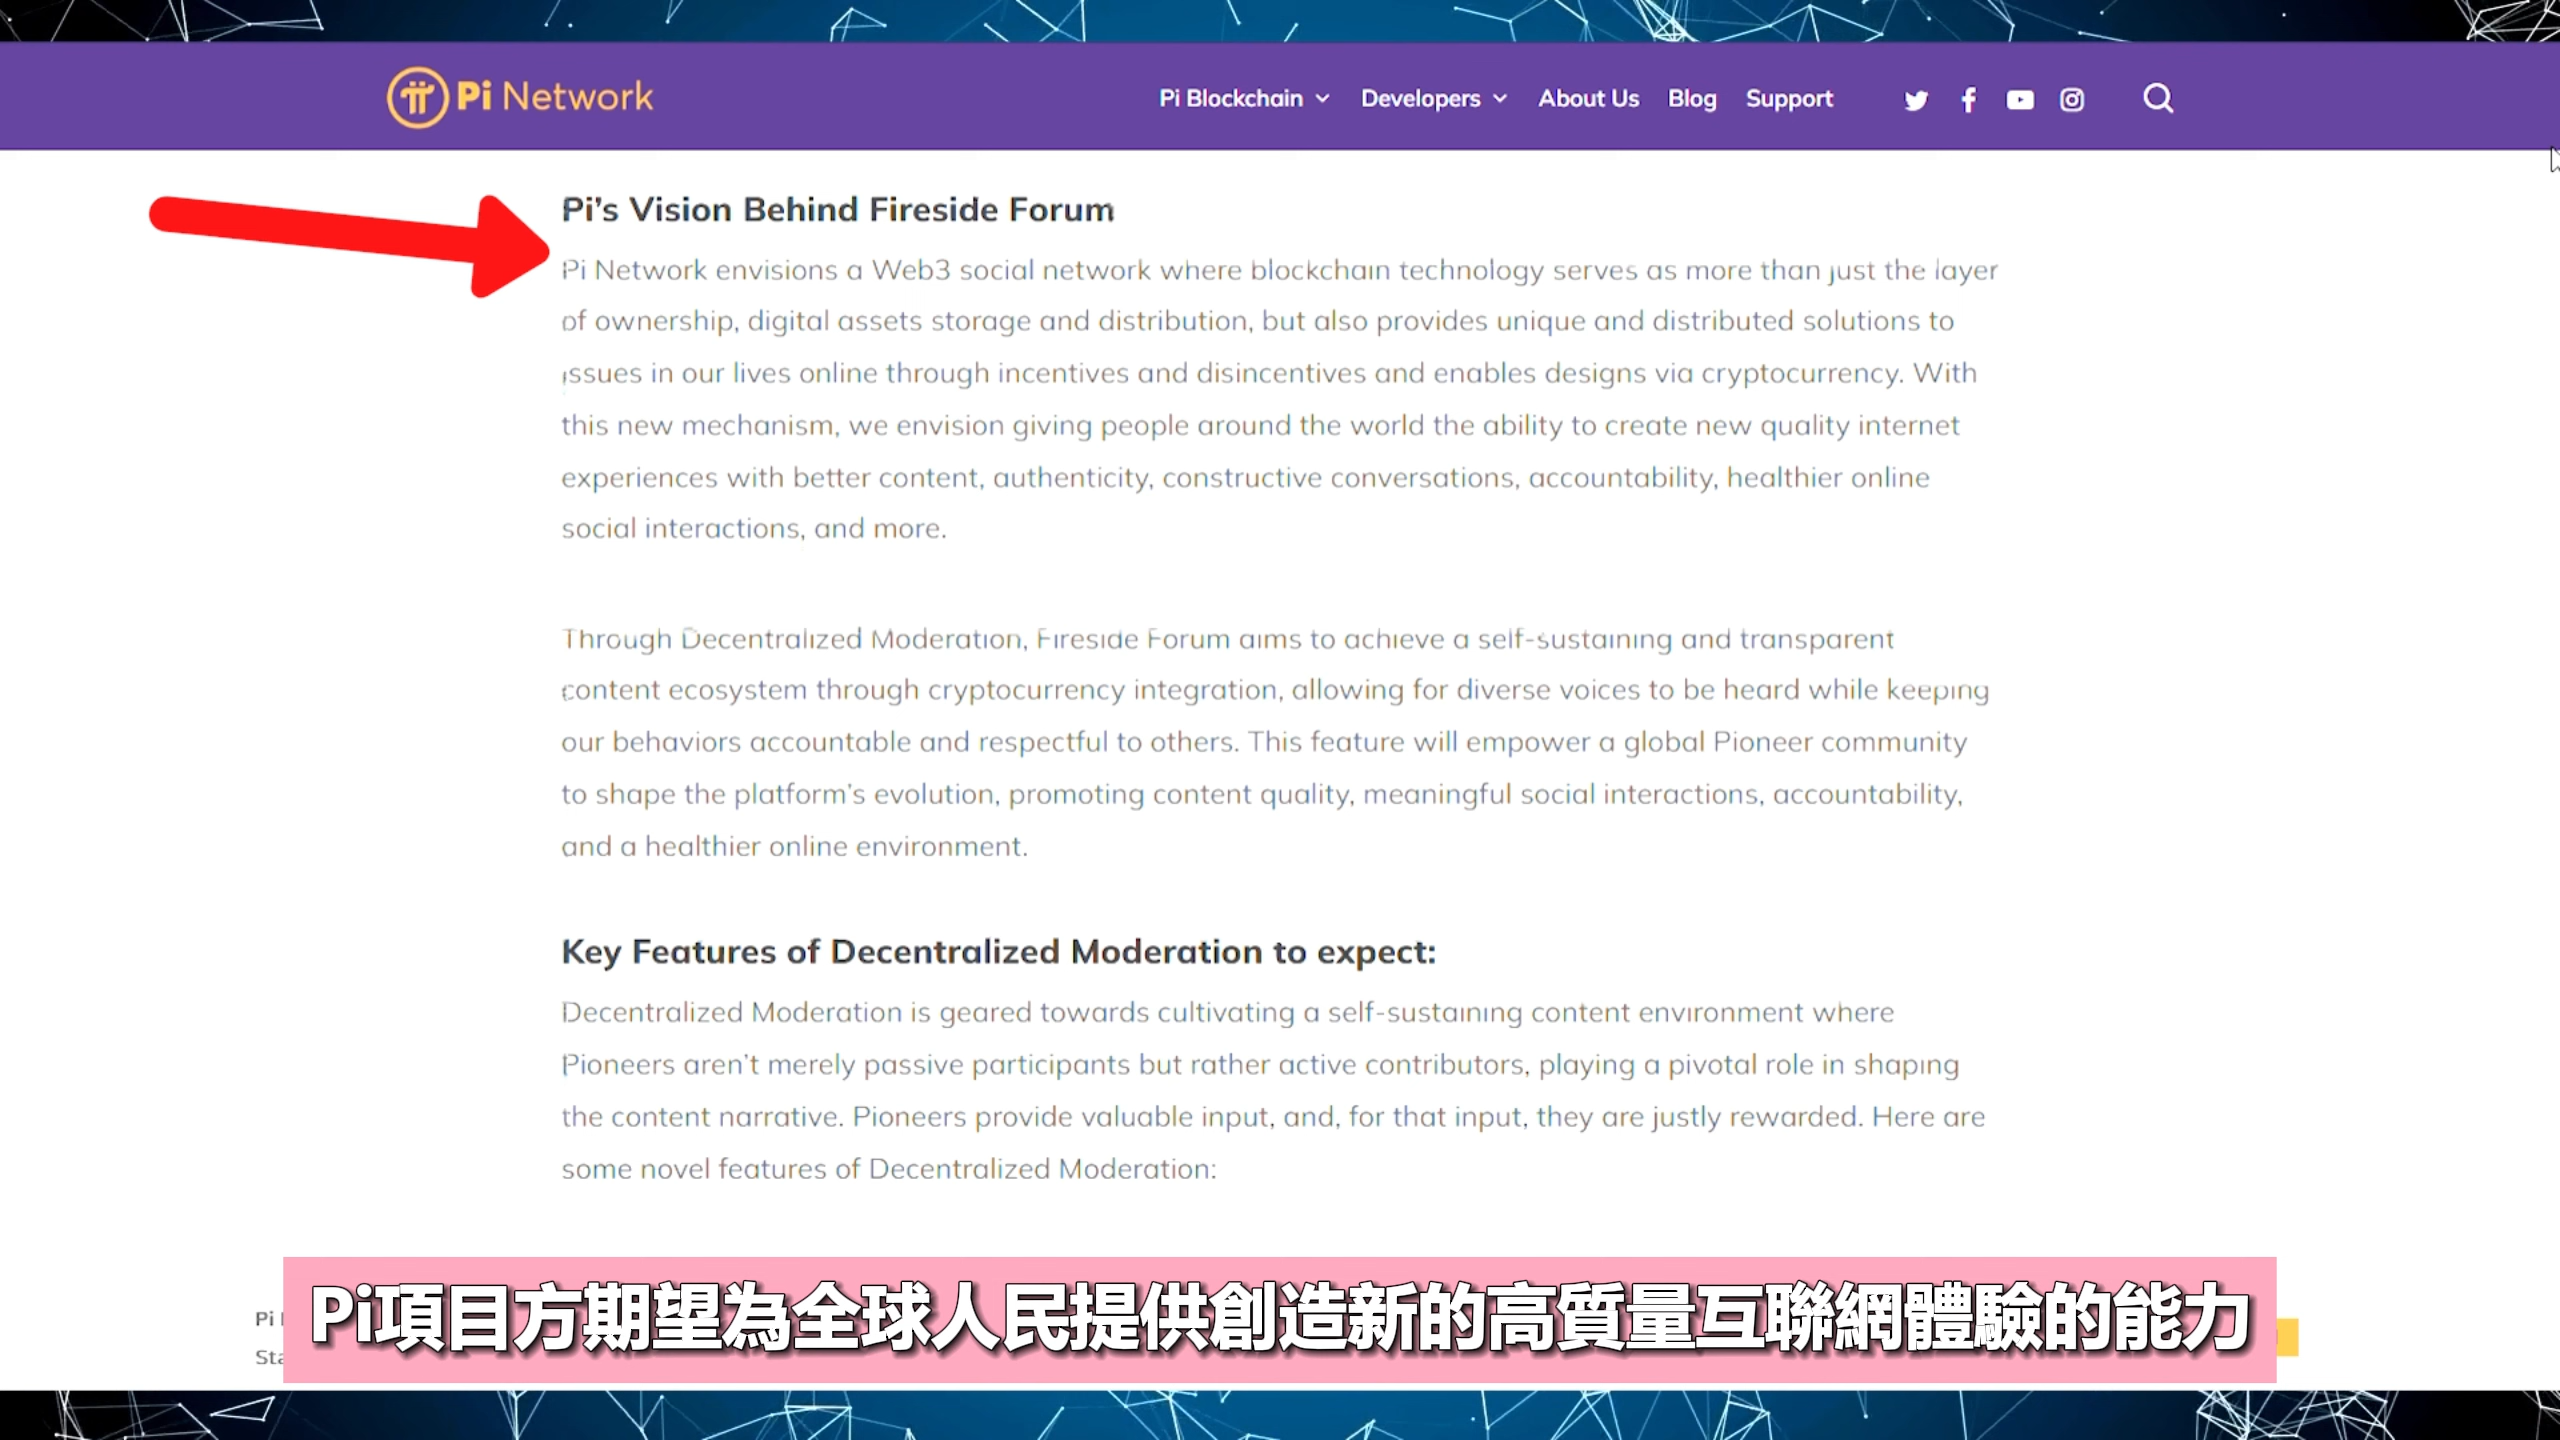 Pi Network
Pi Blockchain Developers About Us Blog Support
Pi's Vision Behind Fireside Forum
Pi Network envisions a Web3 social network where blockchain technology serves as more than just the layer
of ownership, digital assets storage and distribution, but also provides unique and distributed solutions to
issues in our lives online through incentives and disincentives and enables designs via cryptocurrency. With
this new mechanism, we envision giving people around the world the ability to create new quality internet
experiences with better content, authenticity, constructive conversations, accountability, healthier online
social interactions, and more.
Through Decentralized Moderation, Fireside Forum aims to achieve a self-sustaining and transparent
content ecosystem through cryptocurrency integration, allowing for diverse voices to be heard while keeping
our behaviors accountable and respectful to others. This feature will empower a global Pioneer community
to shape the platform's evolution, promoting content quality, meaningful social interactions, accountability,
and a healthier online environment.
Key Features of Decentralized Moderation to expect:
Decentralized Moderation is geared towards cultivating a self-sustaining content environment where
Pioneers aren't merely passive participants but rather active contributors, playing a pivotal role in shaping
the content narrative. Pioneers provide valuable input, and, for that input, they are justly rewarded. Here are
some novel features of Decentralized Moderation:
Pi
Pi項目方期望為全球人民提供創造新的高質量互聯網體驗的能力